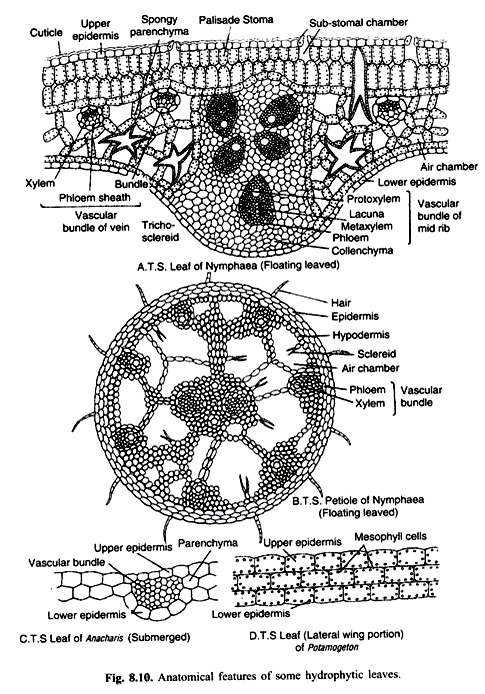 Cuticle
Upper
epidermis
Spongy
parenchyma
Palisade Stoma
Sub-stomal chamber
Air chamber
Lower epidermis
Xylem
Phloem sheath
Bundle
Vascular
bundle of vein
Tricho-
sclereid
Protoxylem
Lacuna
Metaxylem
Phloem
Collenchyma
Vascular
bundle of
mid rib
A.T.S. Leaf of Nymphaea (Floating leaved)
Hair
Epidermis
Hypodermis
Sclereid
Air chamber
Phloem
Xylem
Vascular
bundle
B.T.S. Petiole of Nymphaea
(Floating leaved)
Upper epidermis
Parenchyma
Vascular bundle
Lower epidermis
C.T.S Leaf of Anacharis (Submerged)
Upper epidermis
Mesophyll cells
Lower epidermis
D.T.S Leaf (Lateral wing portion)
of Potamogeton
Fig. 8.10. Anatomical features of some hydrophytic leaves.